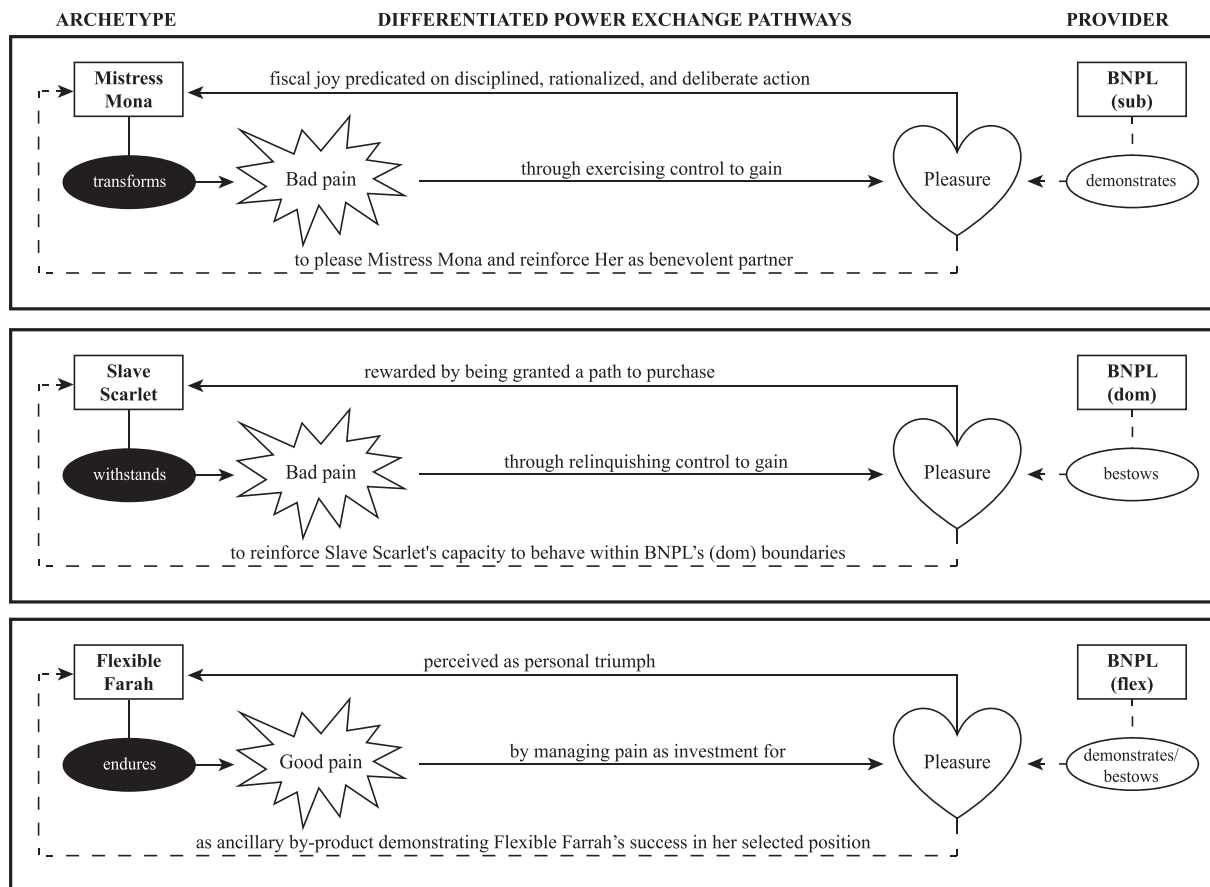 ARCHETYPE DIFFERENTIATED POWER EXCHANGE PATHWAYS PROVIDER
Mistress
Mona
fiscal joy predicated on disciplined, rationalized, and deliberate action
BNPL
(sub)
transforms
Bad pain
through exercising control to gain
Pleasure
demonstrates
to please Mistress Mona and reinforce Her as benevolent partner
Slave
Scarlet
rewarded by being granted a path to purchase
BNPL
(dom)
withstands
Bad pain
through relinquishing control to gain
Pleasure
bestows
to reinforce Slave Scarlet's capacity to behave within BNPL's (dom) boundaries
Flexible
Farah
perceived as personal triumph
BNPL
(flex)
endures
Good pain
by managing pain as investment for
Pleasure
demonstrates/
bestows
as ancillary by-product demonstrating Flexible Farrah's success in her selected position